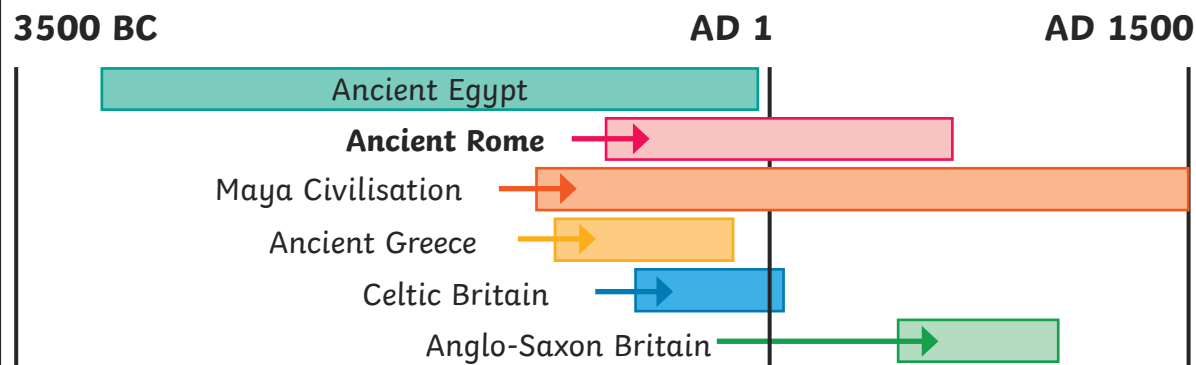 3500 BC AD 1 AD 1500
Ancient Egypt
Ancient Rome
Maya Civilisation
Ancient Greece
Celtic Britain
Anglo-Saxon Britain